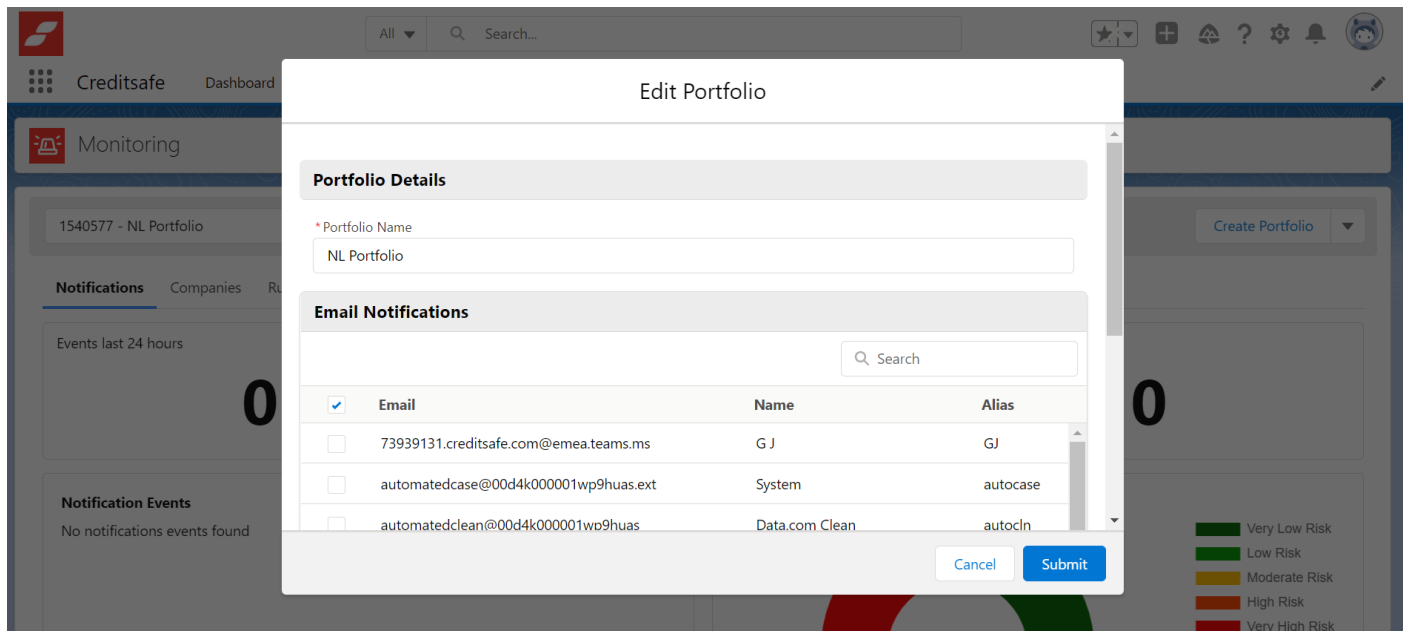 All Search...
Creditsafe Dashboard
Edit Portfolio
Monitoring
Portfolio Details
1540577 - NL Portfolio
* Portfolio Name
Create Portfolio
NL Portfolio
Notifications Companies Ru
Email Notifications
Events last 24 hours
Search
0
0
Email Name Alias
73939131.creditsafe.com@emea.teams.ms G J GJ
automatedcase@00d4k000001wp9huas.ext System autocase
Notification Events
automatedclean@00d4k000001wp9huas Data.com Clean autocln
No notifications events found
Very Low Risk
Low Risk
Cancel Submit
Moderate Risk
High Risk
Very High Risk